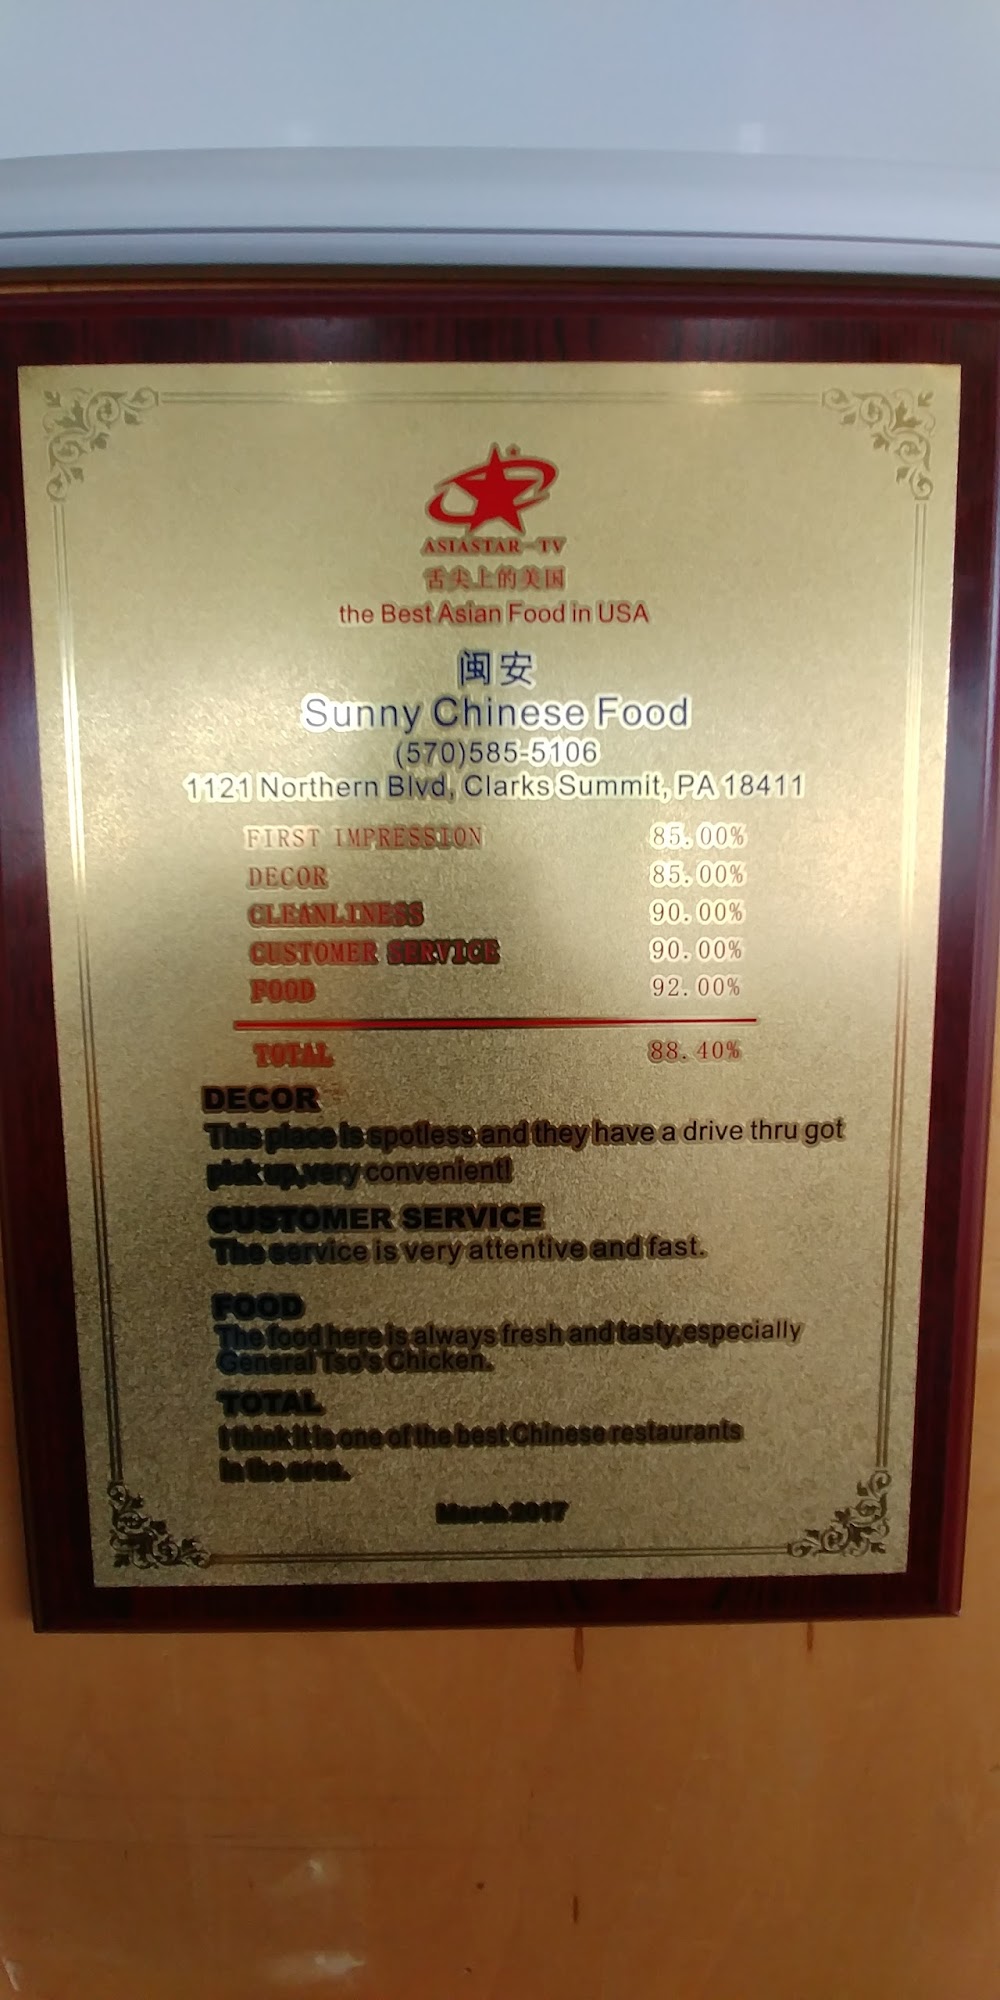 ASIASTAR-TV
舌尖上的美国
the Best Asian Food in USA
闽安
Sunny Chinese Food
(570)585-5106
1121 Northern Blvd, Clarks Summit, PA 18411
FIRST IMPRESSION 85.00%
DECOR 85.00%
CLEANLINESS 90.00%
CUSTOMER SERVICE 90.00%
FOOD 92.00%
TOTAL 88.40%
DECOR
This place is spotless and they have a drive thru got
pick up,very convenient!
CUSTOMER SERVICE
The service is very attentive and fast.
FOOD
The food here is always fresh and tasty,especially
General Tso's Chicken.
TOTAL
I think it is one of the best Chinese restaurants
in the area.
March 2017